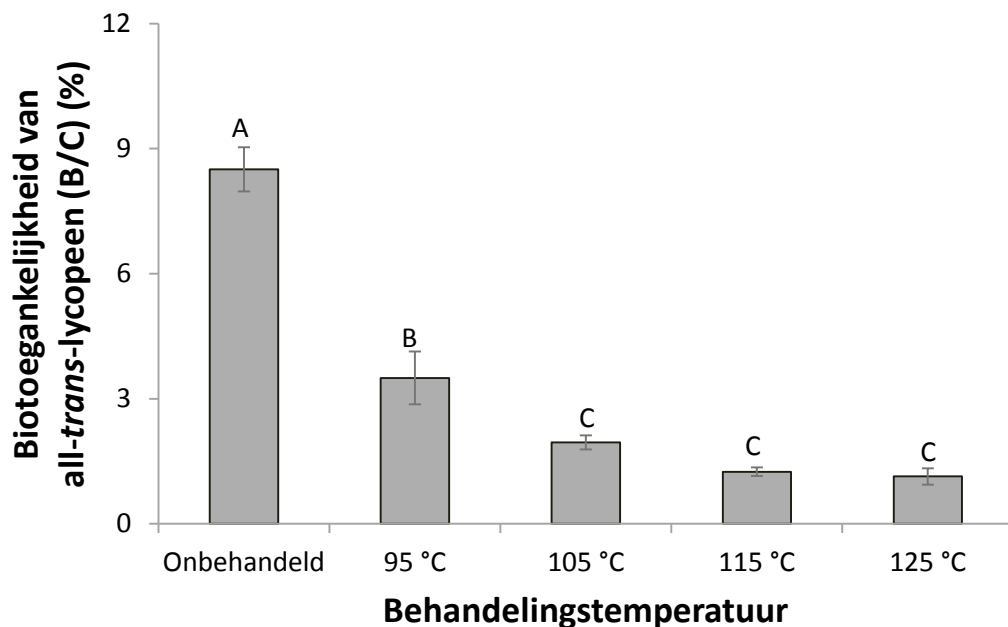 Biotoegankelijkheid van
all-trans-lycopeen (B/C) (%)
12
9
6
3
0
A
B
C
C
C
Onbehandeld 95 °C 105 °C 115 °C 125 °C
Behandelingstemperatuur